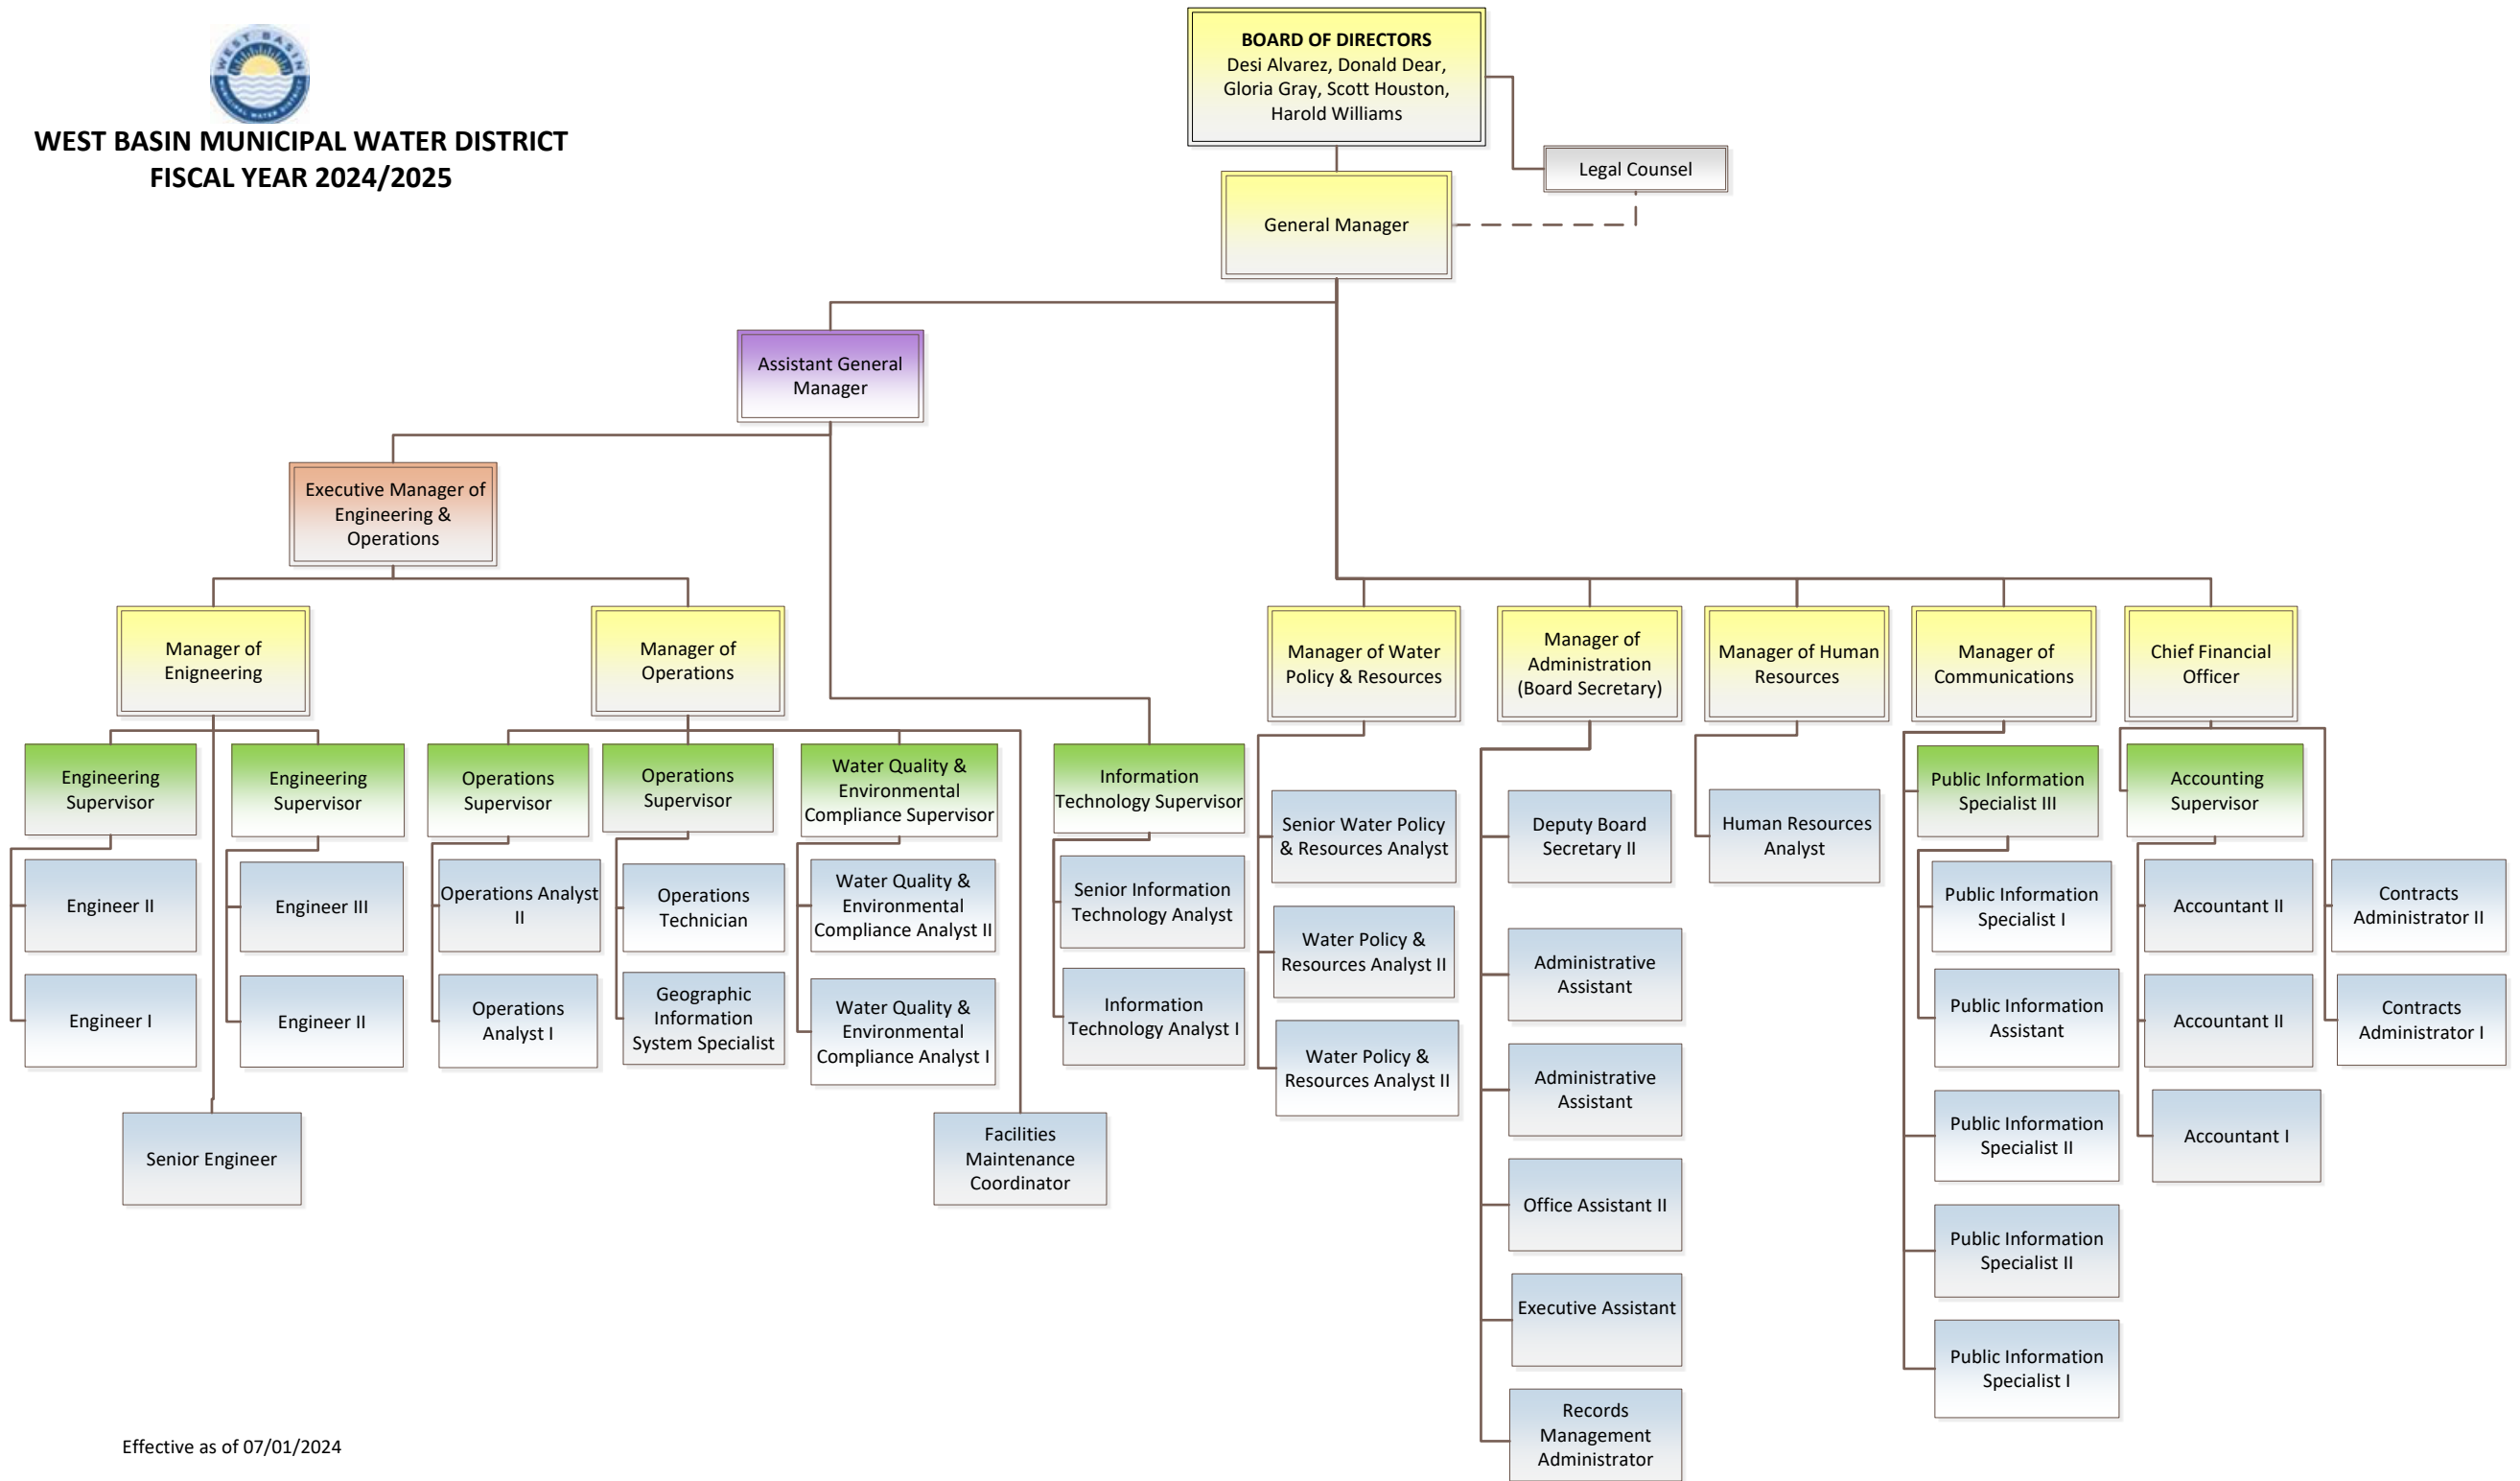 WEST BASIN
MUNICIPAL WATER DISTRICT
WEST BASIN MUNICIPAL WATER DISTRICT
FISCAL YEAR 2024/2025
BOARD OF DIRECTORS
Desi Alvarez, Donald Dear,
Gloria Gray, Scott Houston,
Harold Williams
Legal Counsel
General Manager
Assistant General
Manager
Executive Manager of
Engineering &
Operations
Manager of
Enigneering
Manager of
Operations
Manager of Water
Policy & Resources
Manager of
Administration
(Board Secretary)
Manager of Human
Resources
Manager of
Communications
Chief Financial
Officer
Engineering
Supervisor
Engineering
Supervisor
Operations
Supervisor
Operations
Supervisor
Water Quality &
Environmental
Compliance Supervisor
Information
Technology Supervisor
Public Information
Specialist III
Accounting
Supervisor
Engineer II
Engineer I
Engineer III
Engineer II
Senior Engineer
Operations Analyst
II
Operations
Analyst I
Operations
Technician
Geographic
Information
System Specialist
Water Quality &
Environmental
Compliance Analyst II
Water Quality &
Environmental
Compliance Analyst I
Facilities
Maintenance
Coordinator
Senior Information
Technology Analyst
Information
Technology Analyst I
Senior Water Policy
& Resources Analyst
Water Policy &
Resources Analyst II
Water Policy &
Resources Analyst II
Deputy Board
Secretary II
Administrative
Assistant
Administrative
Assistant
Office Assistant II
Executive Assistant
Records
Management
Administrator
Human Resources
Analyst
Public Information
Specialist I
Public Information
Assistant
Public Information
Specialist II
Public Information
Specialist II
Public Information
Specialist I
Accountant II
Accountant II
Accountant I
Contracts
Administrator II
Contracts
Administrator I
Effective as of 07/01/2024